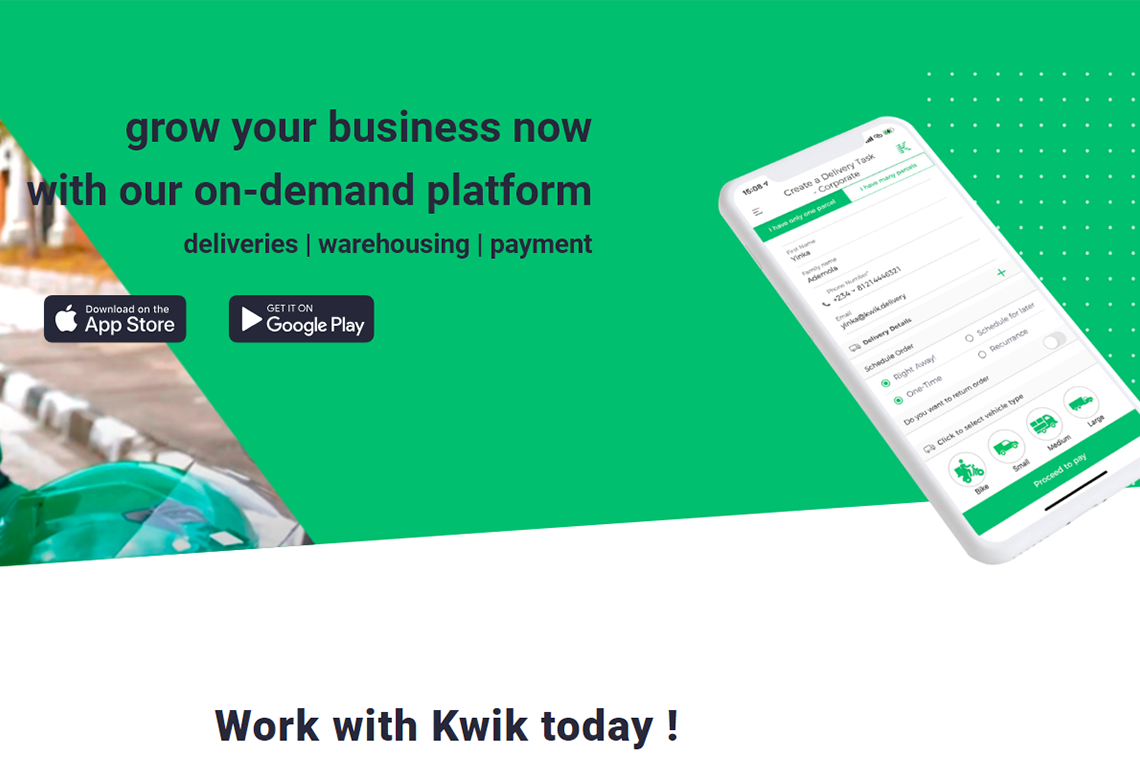 grow your business now
with our on-demand platform
deliveries | warehousing | payment
Download on the
App Store
GET IT ON
Google Play
15:08
Create a Delivery Task
- Corporate
I have only one parcel
I have many parcels
First Name
Yinka
Family name
Ademola
Phone Number*
+234 81214446321
Email
yinka@kwik.delivery
Delivery Details
Schedule Order
Right Away!
Schedule for later
One-Time
Recurrance
Do you want to return order
Click to select vehicle type
Bike
Small
Medium
Large
Proceed to pay
Work with Kwik today !